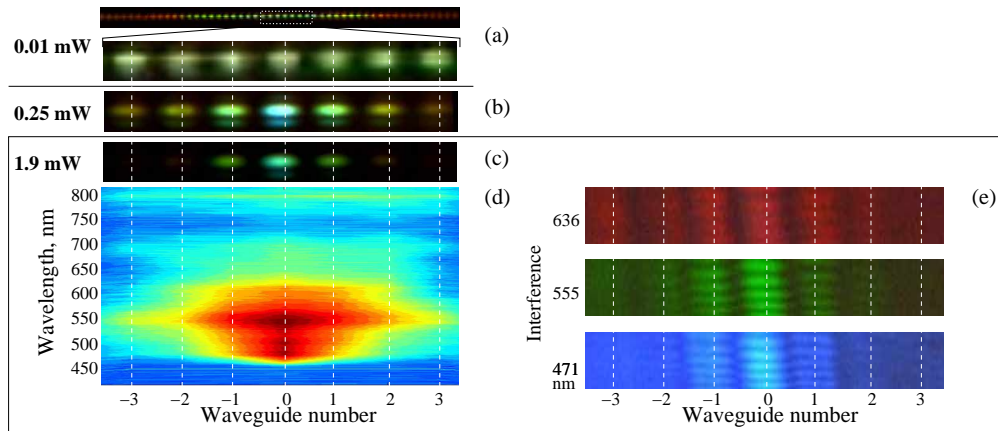 0.01 mW
(a)
0.25 mW
(b)
1.9 mW
(c)
(d)
Wavelength, nm
800
750
700
650
600
550
500
450
−3 −2 −1 0 1 2 3
Waveguide number
(e)
Interference
636
555
471
nm
−3 −2 −1 0 1 2 3
Waveguide number